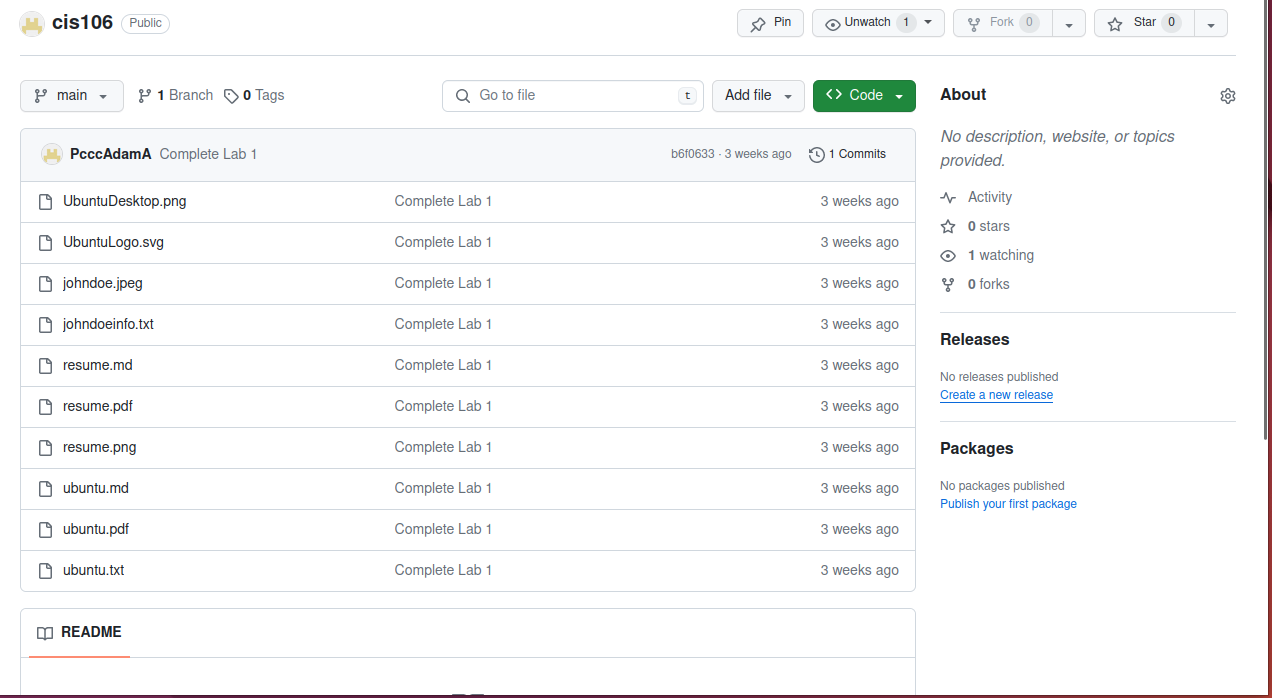 cis106 Public Pin Unwatch 1 Fork 0 Star 0
main 1 Branch 0 Tags Go to file t Add file Code
About
No description, website, or topics
provided.
Activity
0 stars
1 watching
0 forks
Releases
No releases published
Create a new release
Packages
No packages published
Publish your first package
PcccAdamA Complete Lab 1 b6f0633 · 3 weeks ago 1 Commits
UbuntuDesktop.png Complete Lab 1 3 weeks ago
UbuntuLogo.svg Complete Lab 1 3 weeks ago
johndoe.jpeg Complete Lab 1 3 weeks ago
johndoeinfo.txt Complete Lab 1 3 weeks ago
resume.md Complete Lab 1 3 weeks ago
resume.pdf Complete Lab 1 3 weeks ago
resume.png Complete Lab 1 3 weeks ago
ubuntu.md Complete Lab 1 3 weeks ago
ubuntu.pdf Complete Lab 1 3 weeks ago
ubuntu.txt Complete Lab 1 3 weeks ago
README